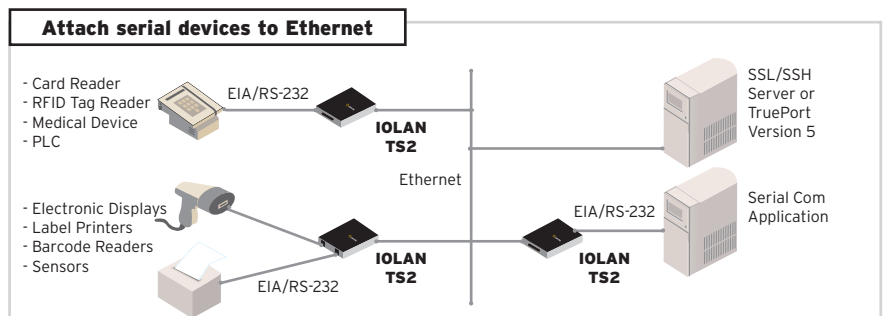 Attach serial devices to Ethernet
- Card Reader
- RFID Tag Reader
- Medical Device
- PLC
EIA/RS-232
IOLAN
TS2
SSL/SSH
Server or
TruePort
Version 5
Ethernet
- Electronic Displays
- Label Printers
- Barcode Readers
- Sensors
EIA/RS-232
IOLAN
TS2
EIA/RS-232
IOLAN
TS2
Serial Com
Application